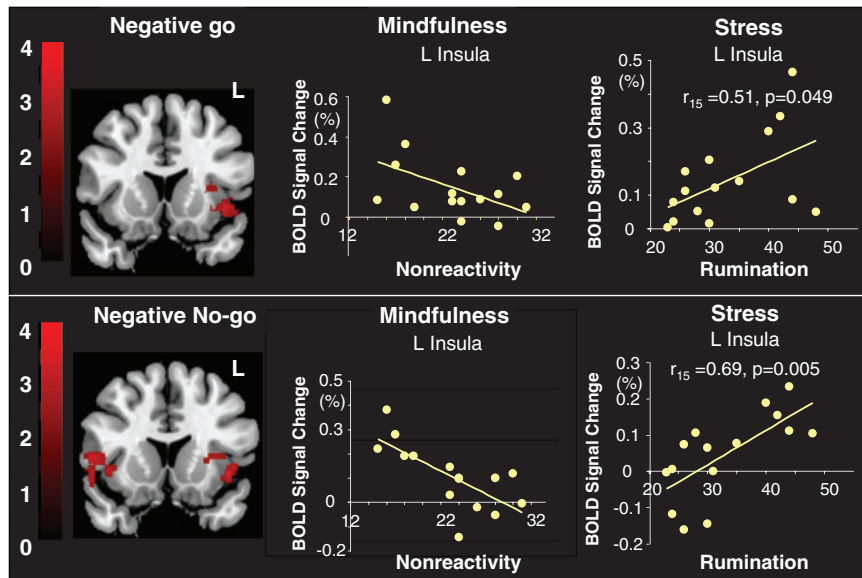 Negative go
4
3
2
1
0
L
Mindfulness
L Insula
BOLD Signal Change
(%)
0.6
0.4
0.2
0
12
22
32
Nonreactivity
Stress
L Insula
r15 =0.51, p=0.049
BOLD Signal Change
(%)
0.5
0.3
0.1
0
20
30
40
50
Rumination
Negative No-go
4
3
2
1
0
L
Mindfulness
L Insula
BOLD Signal Change
(%)
0.5
0.3
0
-0.2
12
22
32
Nonreactivity
Stress
L Insula
r15 =0.69, p=0.005
BOLD Signal Change
(%)
0.3
0.2
0.1
0
-0.1
-0.2
20
30
40
50
Rumination